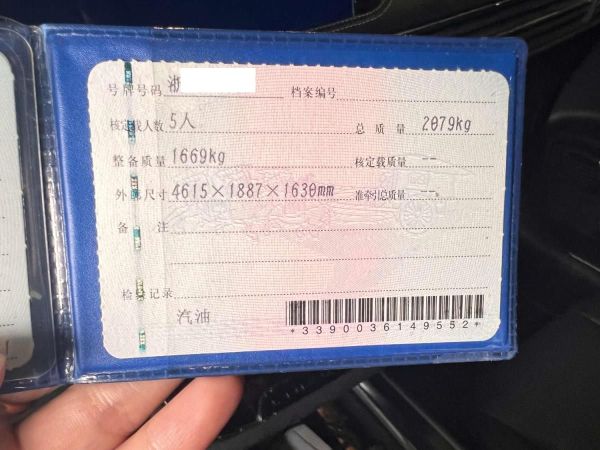 号牌号码 浙 档案编号
核定载人数 5人 总质量 2079kg
整备质量 1669kg 核定载质量 --
外廓尺寸 4615×1887×1630mm 准牵引总质量 --
备注
检验记录
汽油
*3390036149552*